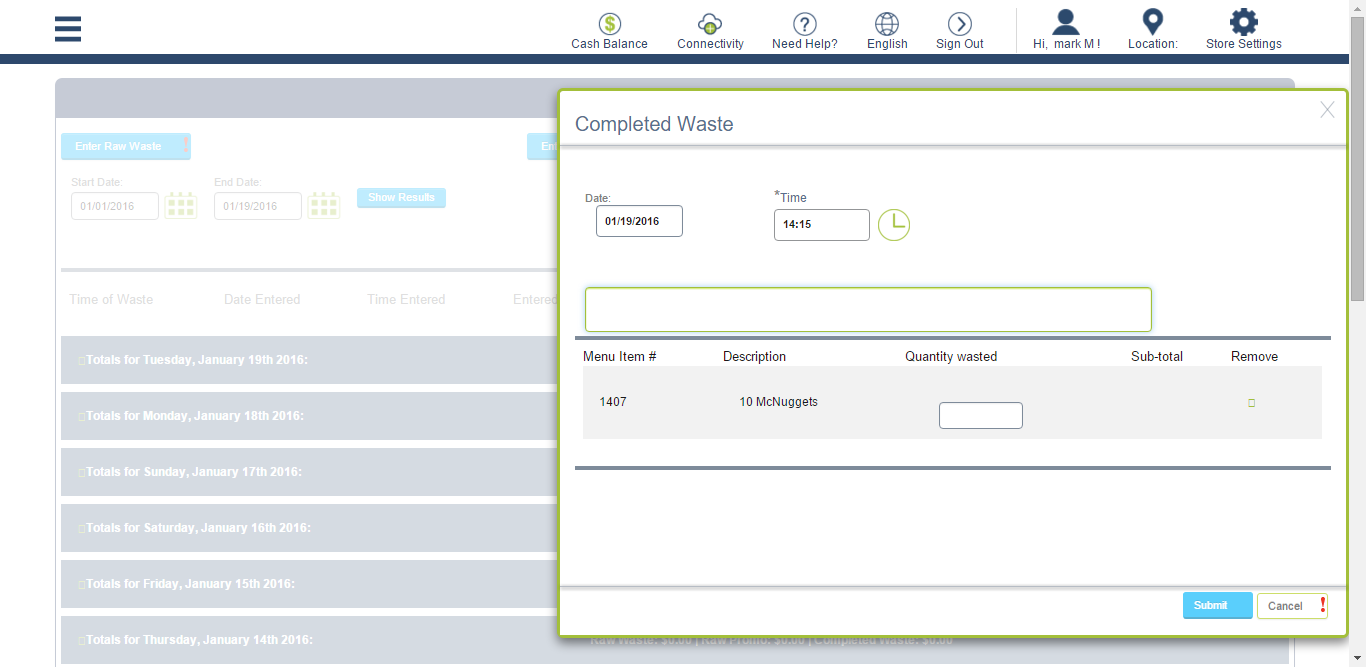 Cash Balance
Connectivity
Need Help?
English
Sign Out
Hi, mark M !
Location:
Store Settings
Completed Waste
X
Enter Raw Waste
Start Date:
01/01/2016
End Date:
01/19/2016
Show Results
Date:
01/19/2016
*Time
14:15
Time of Waste
Date Entered
Time Entered
Entered
Menu Item #
Description
Quantity wasted
Sub-total
Remove
1407
10 McNuggets
Totals for Tuesday, January 19th 2016:
Totals for Monday, January 18th 2016:
Totals for Sunday, January 17th 2016:
Totals for Saturday, January 16th 2016:
Totals for Friday, January 15th 2016:
Submit
Cancel
Totals for Thursday, January 14th 2016:
Raw Waste: $0.00 | Raw Promo: $0.00 | Completed Waste: $0.00